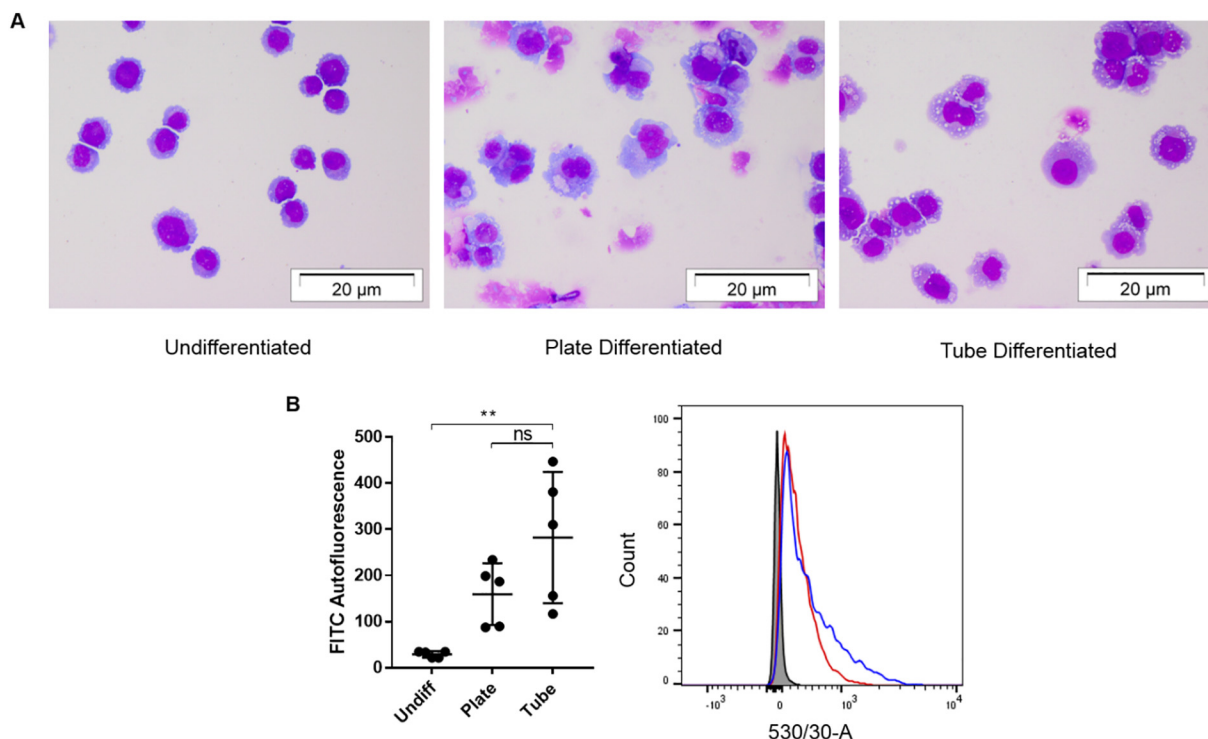 A
20 µm
20 µm
20 µm
Undifferentiated
Plate Differentiated
Tube Differentiated
B
**
ns
FITC Autofluorescence
500
400
300
200
100
0
Undiff
Plate
Tube
Count
100
80
60
40
20
0
-10³
0
10³
10⁴
530/30-A